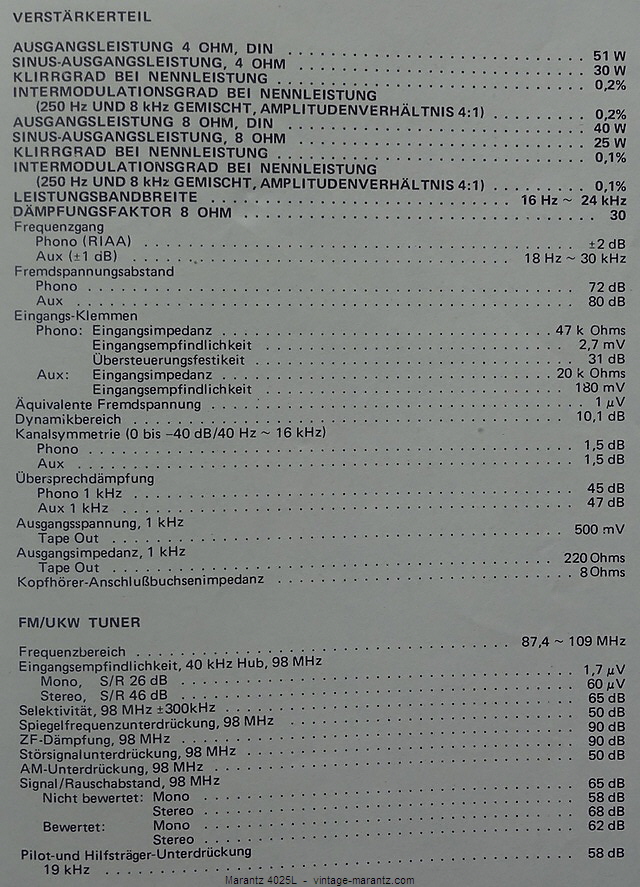 VERSTÄRKERTEIL
AUSGANGSLEISTUNG 4 OHM, DIN . . . . . . . . . . . . . . . . . . . . 51 W
SINUS-AUSGANGSLEISTUNG, 4 OHM . . . . . . . . . . . . . . . . . . . . 30 W
KLIRRGRAD BEI NENNLEISTUNG . . . . . . . . . . . . . . . . . . . . 0,2%
INTERMODULATIONSGRAD BEI NENNLEISTUNG
(250 Hz UND 8 kHz GEMISCHT, AMPLITUDENVERHÄLTNIS 4:1) . . . . . . . . 0,2%
AUSGANGSLEISTUNG 8 OHM, DIN . . . . . . . . . . . . . . . . . . . . 40 W
SINUS-AUSGANGSLEISTUNG, 8 OHM . . . . . . . . . . . . . . . . . . . . 25 W
KLIRRGRAD BEI NENNLEISTUNG . . . . . . . . . . . . . . . . . . . . 0,1%
INTERMODULATIONSGRAD BEI NENNLEISTUNG
(250 Hz UND 8 kHz GEMISCHT, AMPLITUDENVERHÄLTNIS 4:1) . . . . . . . . 0,1%
LEISTUNGSBANDBREITE . . . . . . . . . . . . . . . . . . . . 16 Hz ~ 24 kHz
DÄMPFUNGSFAKTOR 8 OHM . . . . . . . . . . . . . . . . . . . . 30
Frequenzgang
Phono (RIAA) . . . . . . . . . . . . . . . . . . . . ±2 dB
Aux (±1 dB) . . . . . . . . . . . . . . . . . . . . 18 Hz ~ 30 kHz
Fremdspannungsabstand
Phono . . . . . . . . . . . . . . . . . . . . 72 dB
Aux . . . . . . . . . . . . . . . . . . . . 80 dB
Eingangs-Klemmen
Phono: Eingangsimpedanz . . . . . . . . . . . . . . . . . . . . 47 k Ohms
Eingangsempfindlichkeit . . . . . . . . . . . . . . . . . . . . 2,7 mV
Übersteuerungsfestikeit . . . . . . . . . . . . . . . . . . . . 31 dB
Aux: Eingangsimpedanz . . . . . . . . . . . . . . . . . . . . 20 k Ohms
Eingangsempfindlichkeit . . . . . . . . . . . . . . . . . . . . 180 mV
Äquivalente Fremdspannung . . . . . . . . . . . . . . . . . . . . 1 µV
Dynamikbereich . . . . . . . . . . . . . . . . . . . . 10,1 dB
Kanalsymmetrie (0 bis –40 dB/40 Hz ~ 16 kHz)
Phono . . . . . . . . . . . . . . . . . . . . 1,5 dB
Aux . . . . . . . . . . . . . . . . . . . . 1,5 dB
Übersprechdämpfung
Phono 1 kHz . . . . . . . . . . . . . . . . . . . . 45 dB
Aux 1 kHz . . . . . . . . . . . . . . . . . . . . 47 dB
Ausgangsspannung, 1 kHz
Tape Out . . . . . . . . . . . . . . . . . . . . 500 mV
Ausgangsimpedanz, 1 kHz
Tape Out . . . . . . . . . . . . . . . . . . . . 220 Ohms
Kopfhörer-Anschlußbuchsenimpedanz . . . . . . . . . . . . . . . . . . . . 8 Ohms
FM/UKW TUNER
Frequenzbereich . . . . . . . . . . . . . . . . . . . . 87,4 ~ 109 MHz
Eingangsempfindlichkeit, 40 kHz Hub, 98 MHz
Mono, S/R 26 dB . . . . . . . . . . . . . . . . . . . . 1,7 µV
Stereo, S/R 46 dB . . . . . . . . . . . . . . . . . . . . 60 µV
Selektivität, 98 MHz ±300kHz . . . . . . . . . . . . . . . . . . . . 65 dB
Spiegelfrequenzunterdrückung, 98 MHz . . . . . . . . . . . . . . . . . . . . 50 dB
ZF-Dämpfung, 98 MHz . . . . . . . . . . . . . . . . . . . . 90 dB
Störsignalunterdrückung, 98 MHz . . . . . . . . . . . . . . . . . . . . 90 dB
AM-Unterdrückung, 98 MHz . . . . . . . . . . . . . . . . . . . . 50 dB
Signal/Rauschabstand, 98 MHz
Nicht bewertet: Mono . . . . . . . . . . . . . . . . . . . . 65 dB
Stereo . . . . . . . . . . . . . . . . . . . . 58 dB
Bewertet: Mono . . . . . . . . . . . . . . . . . . . . 68 dB
Stereo . . . . . . . . . . . . . . . . . . . . 62 dB
Pilot-und Hilfsträger-Unterdrückung
19 kHz . . . . . . . . . . . . . . . . . . . . 58 dB
Marantz 4025L - vintage-marantz.com